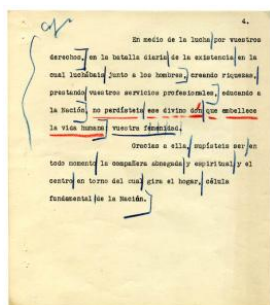 4.
En medio de la lucha por vuestros
derechos, en la batalla diaria de la existencia en la
cual luchábais junto a los hombres, creando riquezas,
prestando vuestros servicios profesionales, educando a
la Nación, no perdísteis ese divino don que embellece
la vida humana: vuestra femenidad.
Gracias a ella, supísteis ser en
todo momento la compañera abnegada y espiritual y el
centro en torno del cual gira el hogar, célula
fundamental de la Nación.